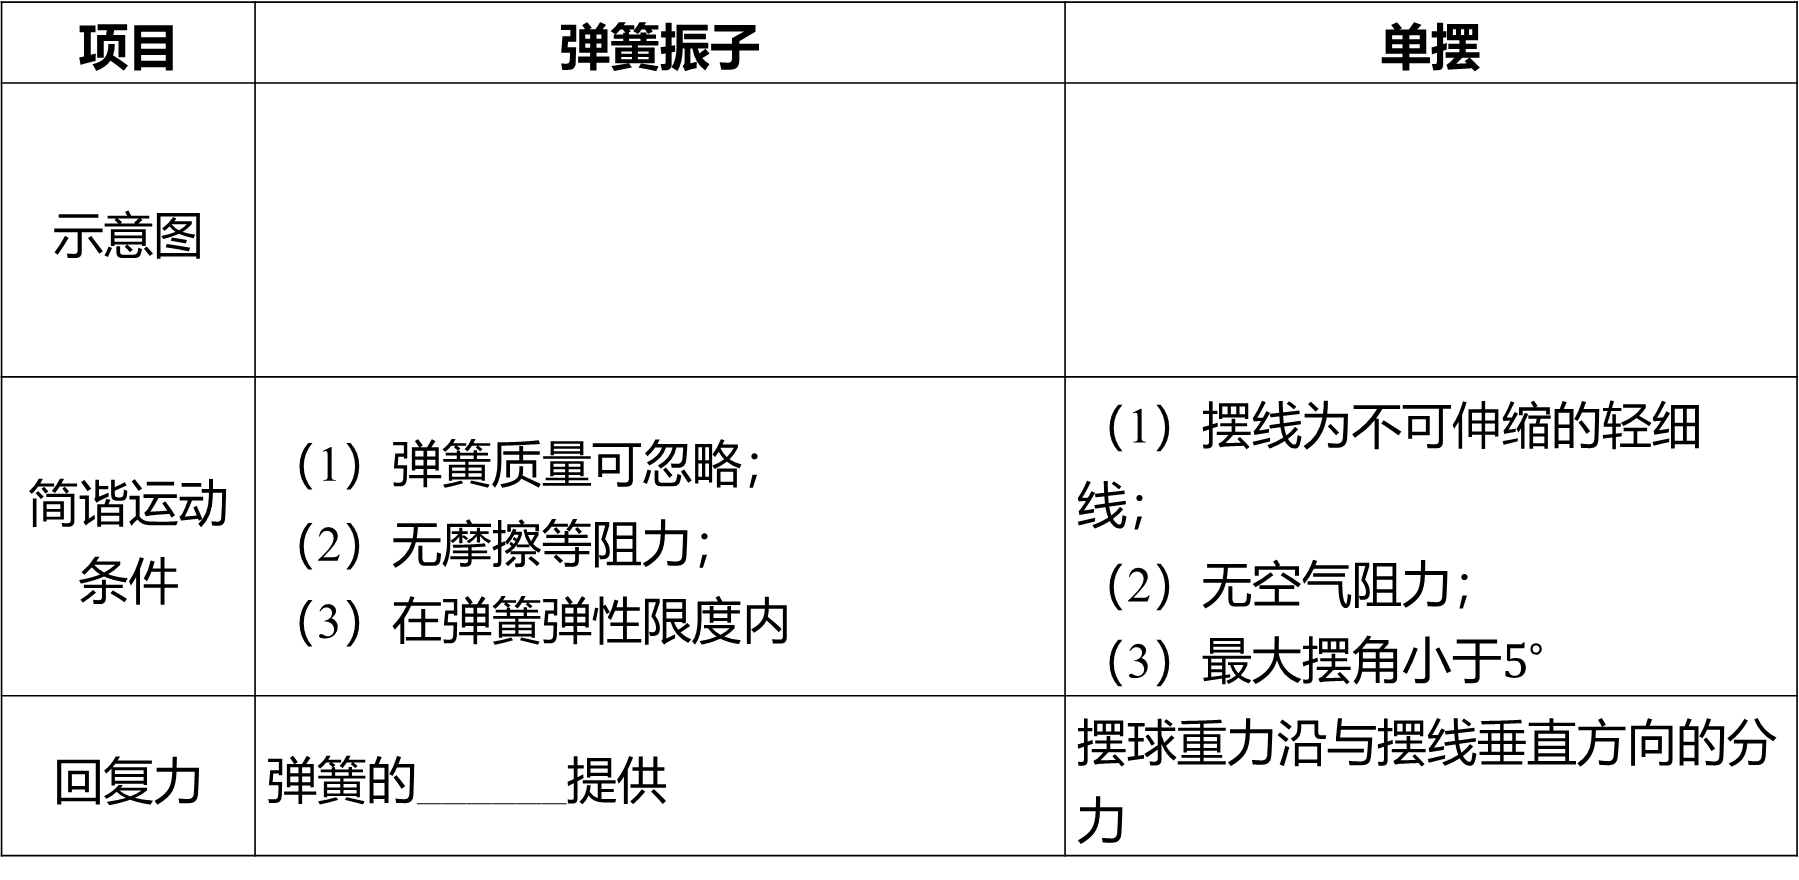 项目 弹簧振子 单摆
示意图
简谐运动
条件
（1）弹簧质量可忽略；
（2）无摩擦等阻力；
（3）在弹簧弹性限度内
（1）摆线为不可伸缩的轻细
线；
（2）无空气阻力；
（3）最大摆角小于5°
回复力
弹簧的______提供
摆球重力沿与摆线垂直方向的分
力